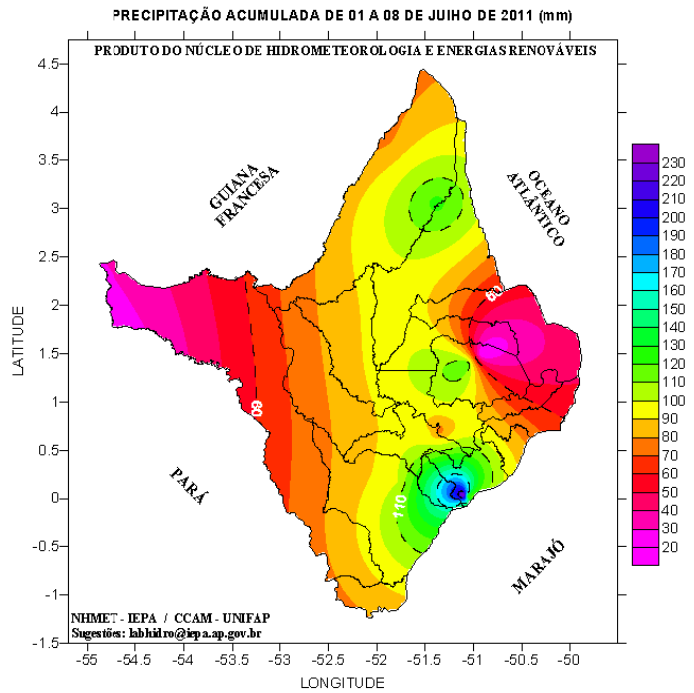 PRECIPITAÇÃO ACUMULADA DE 01 A 08 DE JUlHO DE 2011 (mm)
PRODUTO DO NÚCLEO DE HIDROMETEOROLOGIA E ENERGIAS RENOVÁVEIS
4.5
4
3.5
3
2.5
2
1.5
1
0.5
0
-0.5
-1
-1.5
LATITUDE
GUIANA
FRANCESA
OCEANO
ATLÂNTICO
60
60
110
PARÁ
MARAJÓ
230
220
210
200
190
180
170
160
150
140
130
120
110
100
90
80
70
60
50
40
30
20
NHMET - IEPA / CCAM - UNIFAP
Sugestões: labhidro@iepa.ap.gov.br
-55 -54.5 -54 -53.5 -53 -52.5 -52 -51.5 -51 -50.5 -50
LONGITUDE